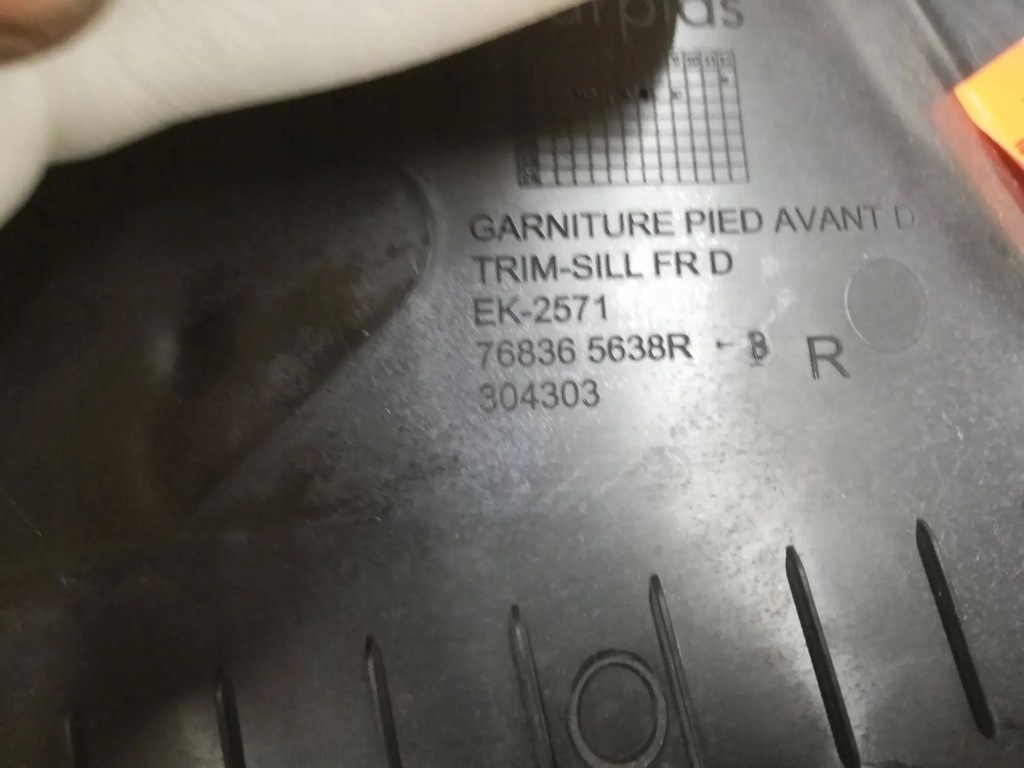 GARNITURE PIED AVANT D
TRIM-SILL FR D
EK-2571
76836 5638R - B R
304303